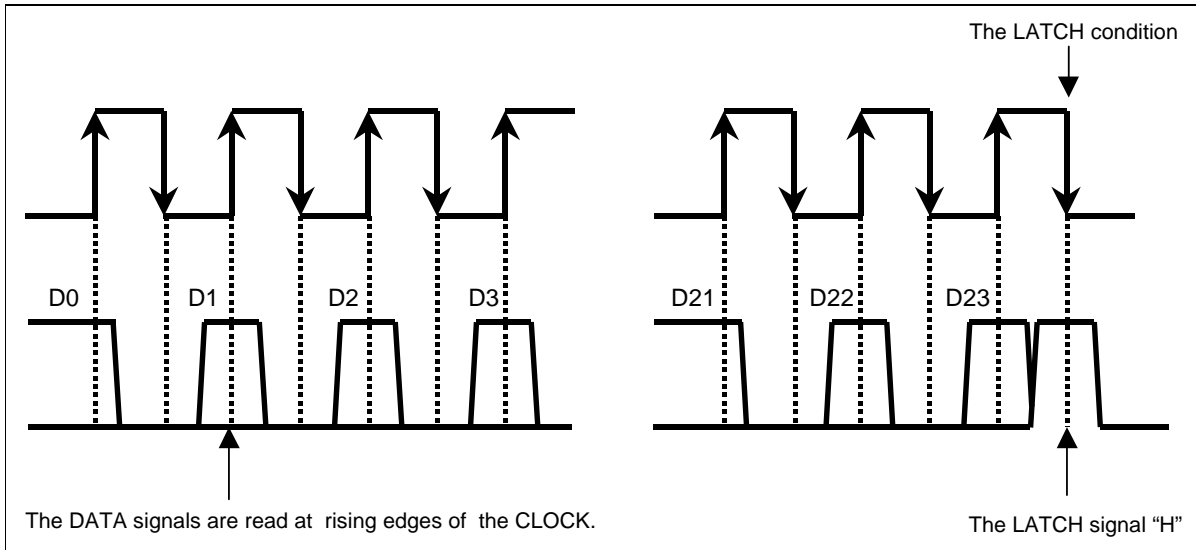 The LATCH condition
D0
D1
D2
D3
D21
D22
D23
The DATA signals are read at rising edges of the CLOCK.
The LATCH signal “H”